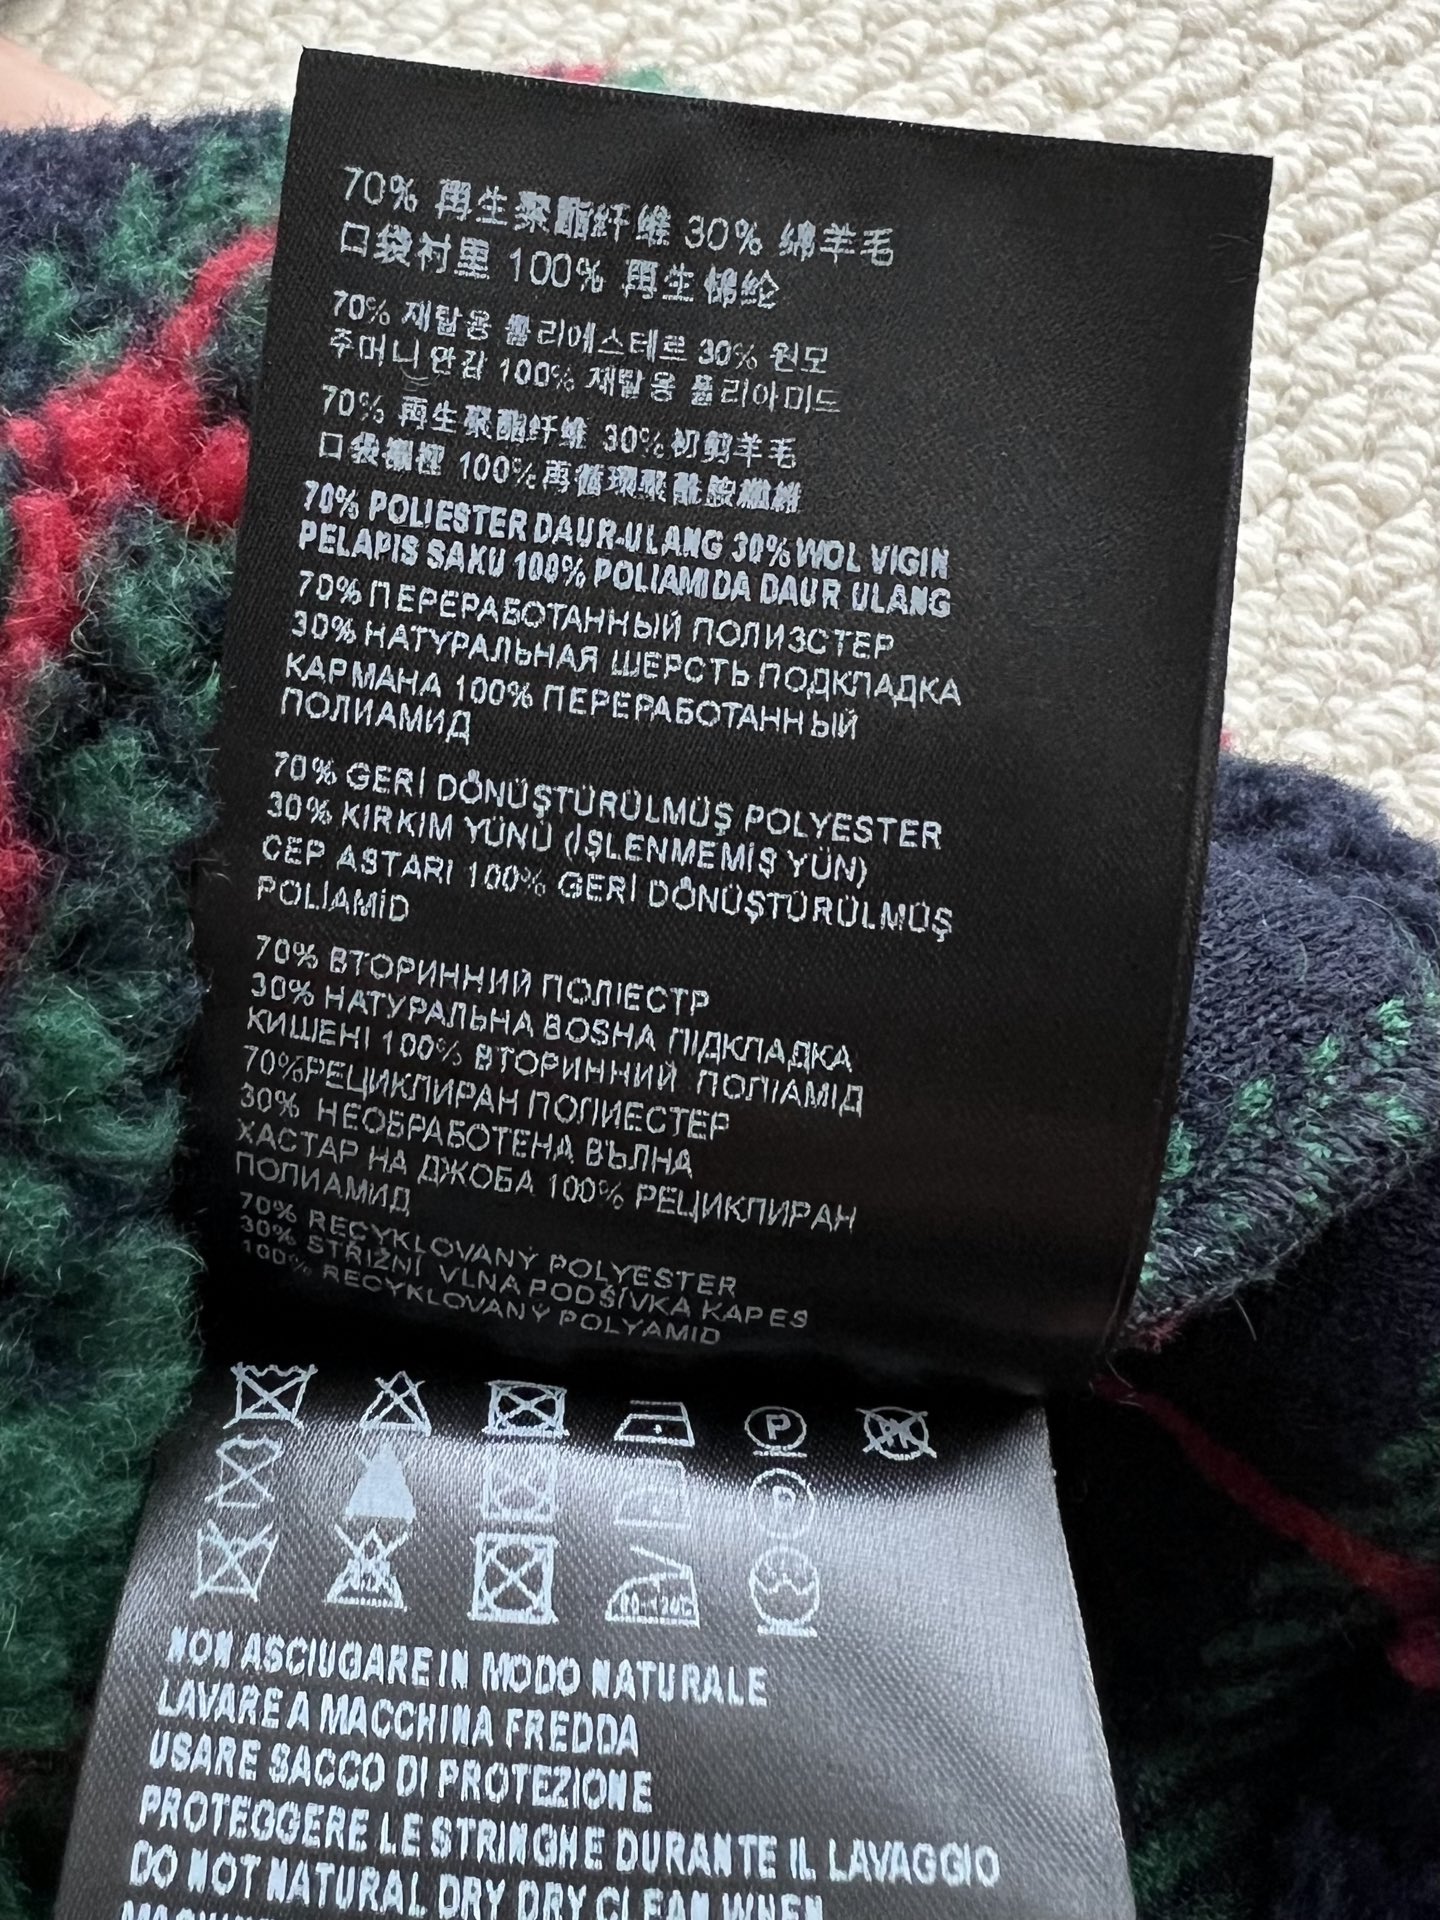 70% 再生聚酯纤维 30% 绵羊毛
口袋衬里 100% 再生锦纶
70% 재탈용 폴리에스테르 30% 원모
주머니안감 100% 재탈용 폴리아미드
70% 再生聚酯纤維 30%初剪羊毛
口袋襯裡 100%再循環聚酰胺纖維
70% POLIESTER DAUR-ULANG 30% WOL VIGIN
PELAPIS SAKU 100% POLIAMIDA DAUR ULANG
70% ПЕРЕРАБОТАННЫЙ ПОЛИЗСТЕР
30% НАТУРАЛЬНАЯ ШЕРСТЬ ПОДКЛАДКА
КАРМАНА 100% ПЕРЕРАБОТАННЫЙ
ПОЛИАМИД
70% GERİ DÖNÜŞTÜRÜLMÜŞ POLYESTER
30% KIRKIM YÜNÜ (İŞLENMEMİŞ YÜN)
CEP ASTARI 100% GERİ DÖNÜŞTÜRÜLMÜŞ
POLİAMİD
70% ВТОРИННИЙ ПОЛІЕСТР
30% НАТУРАЛЬНА ВОSНА ПІДКЛАДКА
КИШЕНІ 100% ВТОРИННИЙ ПОЛІАМІД
70%РЕЦИКЛИРАН ПОЛИЕСТЕР
30% НЕОБРАБОТЕНА ВЪЛНА
ХАСТАР НА ДЖОБА 100% РЕЦИКЛИРАН
ПОЛИАМИД
70% RECYKLOVANÝ POLYESTER
30% STŘIŽNÍ VLNA PODŠÍVKA KAPES
100% RECYKLOVANÝ POLYAMID
P
P
NON ASCIUGARE IN MODO NATURALE
LAVARE A MACCHINA FREDDA
USARE SACCO DI PROTEZIONE
PROTEGGERE LE STRINGHE DURANTE IL LAVAGGIO
DO NOT NATURAL DRY DRY CLEAN WHEN